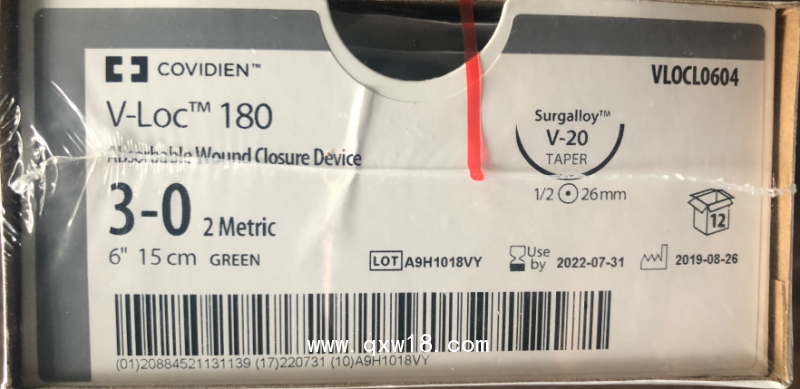 COVIDIEN™
VLOCL0604
V-Loc™ 180
Absorbable Wound Closure Device
Surgalloy™
V-20
TAPER
1/2 26mm
3-0 2 Metric
12
6" 15 cm GREEN
LOT A9H1018VY
Use by 2022-07-31
2019-08-26
(01)20884521131139 (17)220731 (10)A9H1018VY
www.qxw18.com